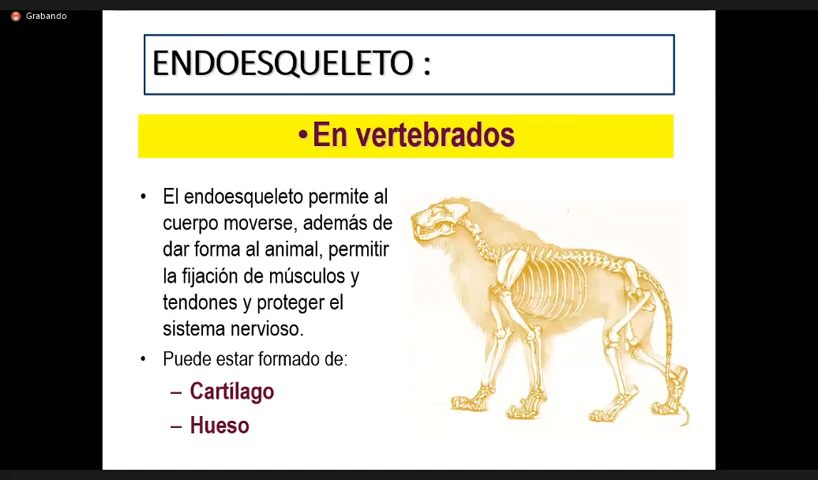 Grabando
ENDOESQUELETO :
•En vertebrados
• El endoesqueleto permite al
cuerpo moverse, además de
dar forma al animal, permitir
la fijación de músculos y
tendones y proteger el
sistema nervioso.
• Puede estar formado de:
– Cartílago
– Hueso